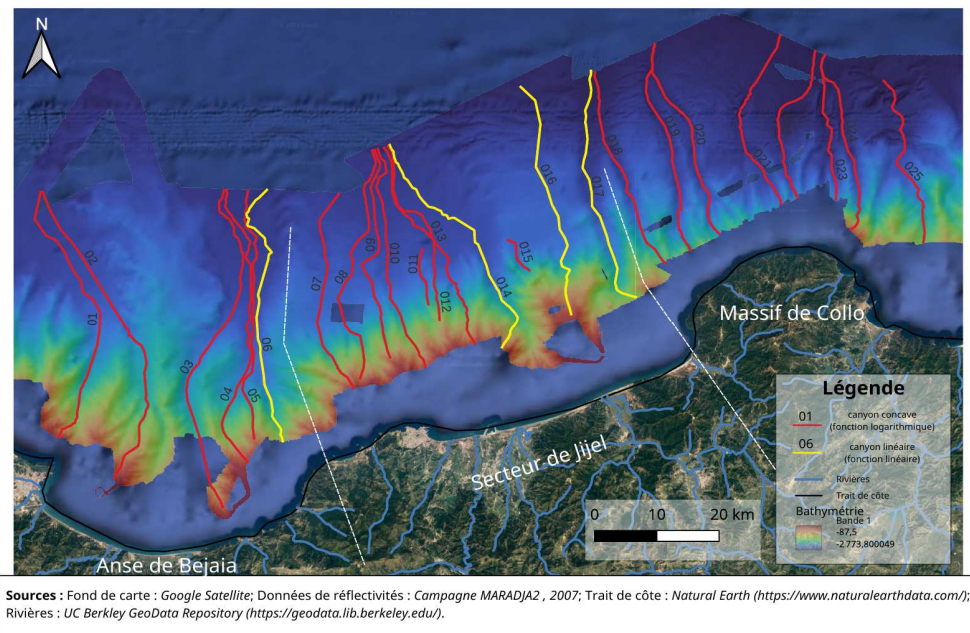 N
01
02
03
04
05
06
07
08
09
010
011
012
013
014
015
016
017
018
019
020
021
023
025
Massif de Collo
Secteur de Jijel
Anse de Bejaia
Légende
01 canyon concave
(fonction logarithmique)
06 canyon linéaire
(fonction linéaire)
Rivières
Trait de côte
Bathymétrie
Bande 1
-87,5
-2 773,800049
0 10 20 km
Sources : Fond de carte : Google Satellite; Données de réflectivités : Campagne MARADJA2 , 2007; Trait de côte : Natural Earth (https://www.naturalearthdata.com/);
Rivières : UC Berkley GeoData Repository (https://geodata.lib.berkeley.edu/).